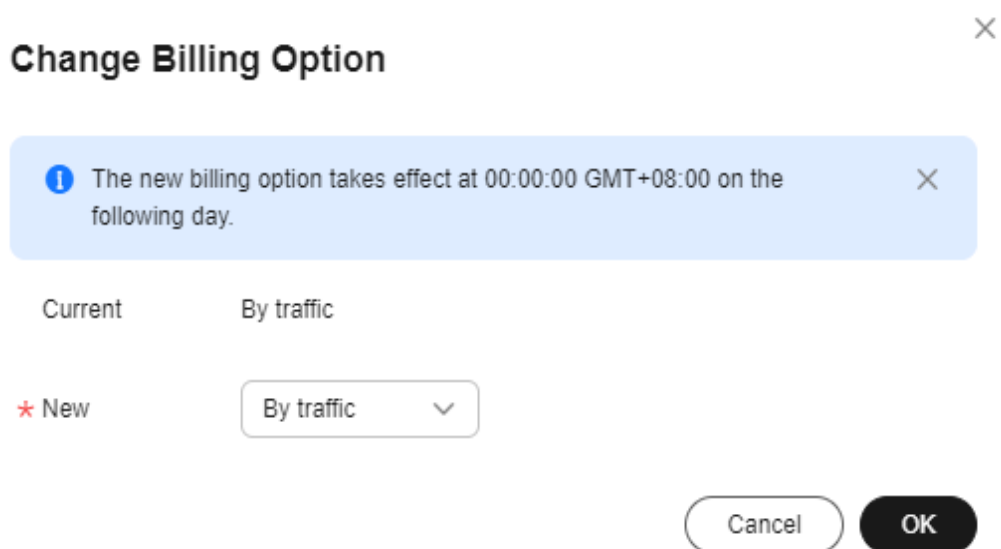 Change Billing Option
The new billing option takes effect at 00:00:00 GMT+08:00 on the
following day.
Current By traffic
* New By traffic
Cancel OK